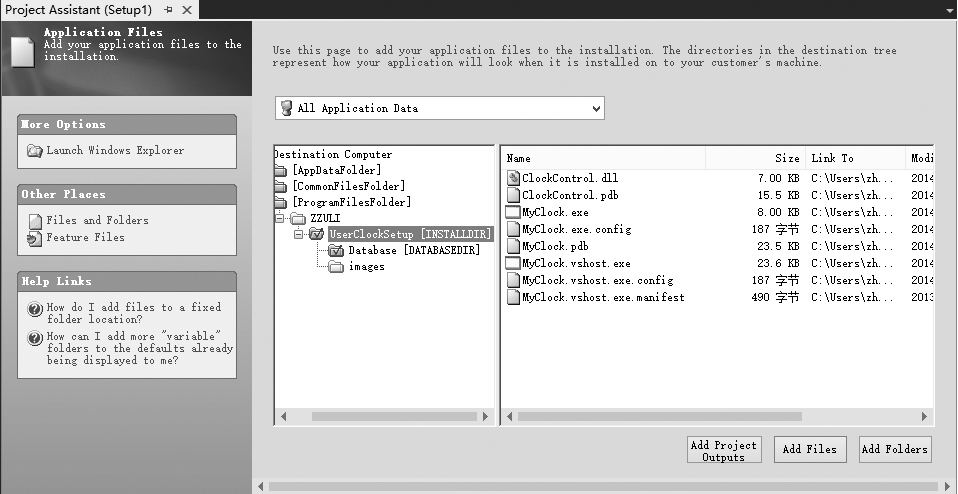 Project Assistant (Setup1)
Application Files
Add your application files to the
installation.
More Options
Launch Windows Explorer
Other Places
Files and Folders
Feature Files
Help Links
How do I add files to a fixed
folder location?
How can I add more "variable"
folders to the defaults already
being displayed to me?
Use this page to add your application files to the installation. The directories in the destination tree
represent how your application will look when it is installed on to your customer's machine.
All Application Data
Destination Computer
[AppDataFolder]
[CommonFilesFolder]
[ProgramFilesFolder]
ZZULI
UserClockSetup [INSTALLDIR]
Database [DATABASEDIR]
images
Name Size Link To Modi
ClockControl.dll 7.00 KB C:\Users\zh... 2014
ClockControl.pdb 15.5 KB C:\Users\zh... 2014
MyClock.exe 8.00 KB C:\Users\zh... 2014
MyClock.exe.config 187 字节 C:\Users\zh... 2014
MyClock.pdb 23.5 KB C:\Users\zh... 2014
MyClock.vshost.exe 23.6 KB C:\Users\zh... 2014
MyClock.vshost.exe.config 187 字节 C:\Users\zh... 2014
MyClock.vshost.exe.manifest 490 字节 C:\Users\zh... 2013
Add Project
Outputs
Add Files
Add Folders